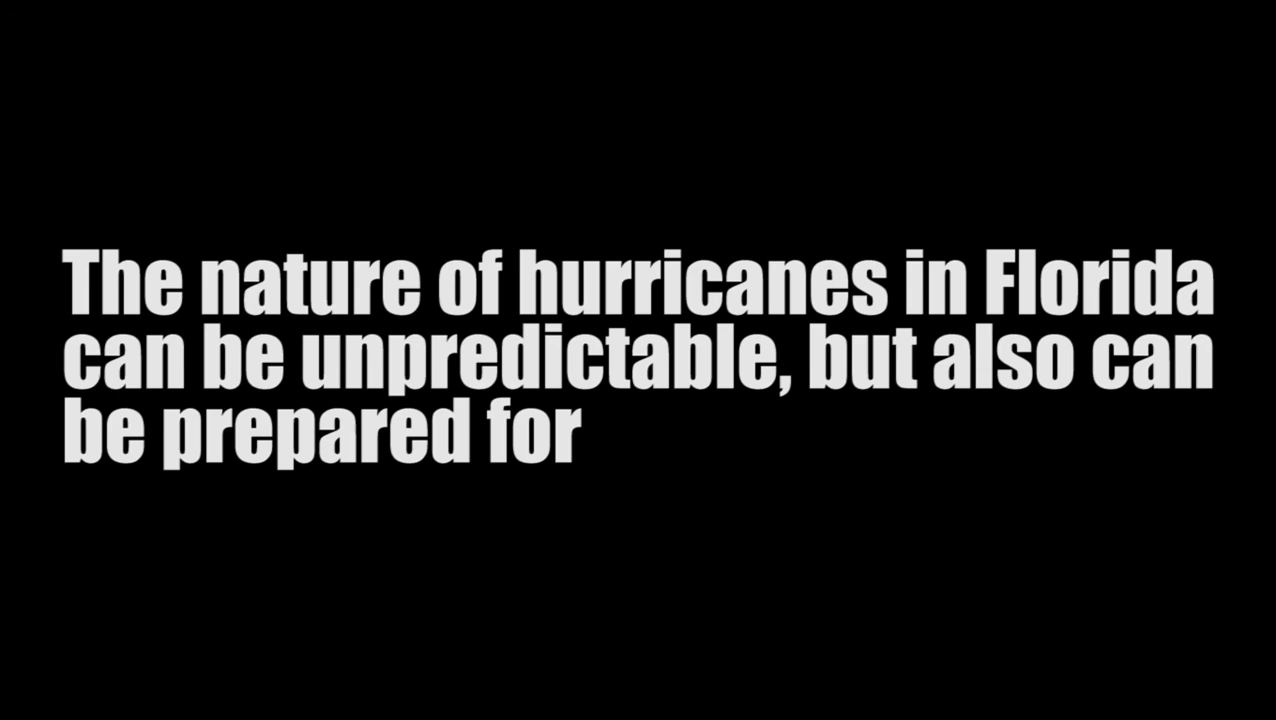 The nature of hurricanes in Florida
can be unpredictable, but also can
be prepared for